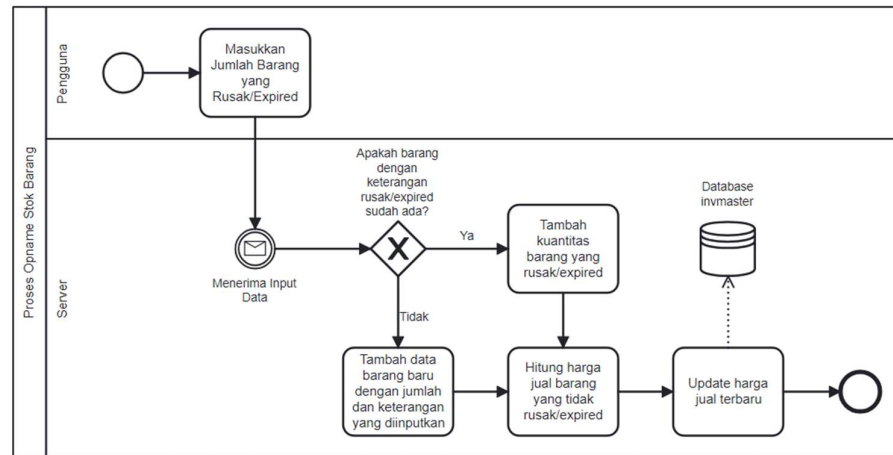 Proses Opname Stok Barang
Pengguna
Masukkan
Jumlah Barang
yang
Rusak/Expired
Server
Menerima Input
Data
Apakah barang
dengan
keterangan
rusak/expired
sudah ada?
Ya
Tidak
Tambah
kuantitas
barang yang
rusak/expired
Database
invmaster
Tambah data
barang baru
dengan jumlah
dan keterangan
yang diinputkan
Hitung harga
jual barang
yang tidak
rusak/expired
Update harga
jual terbaru